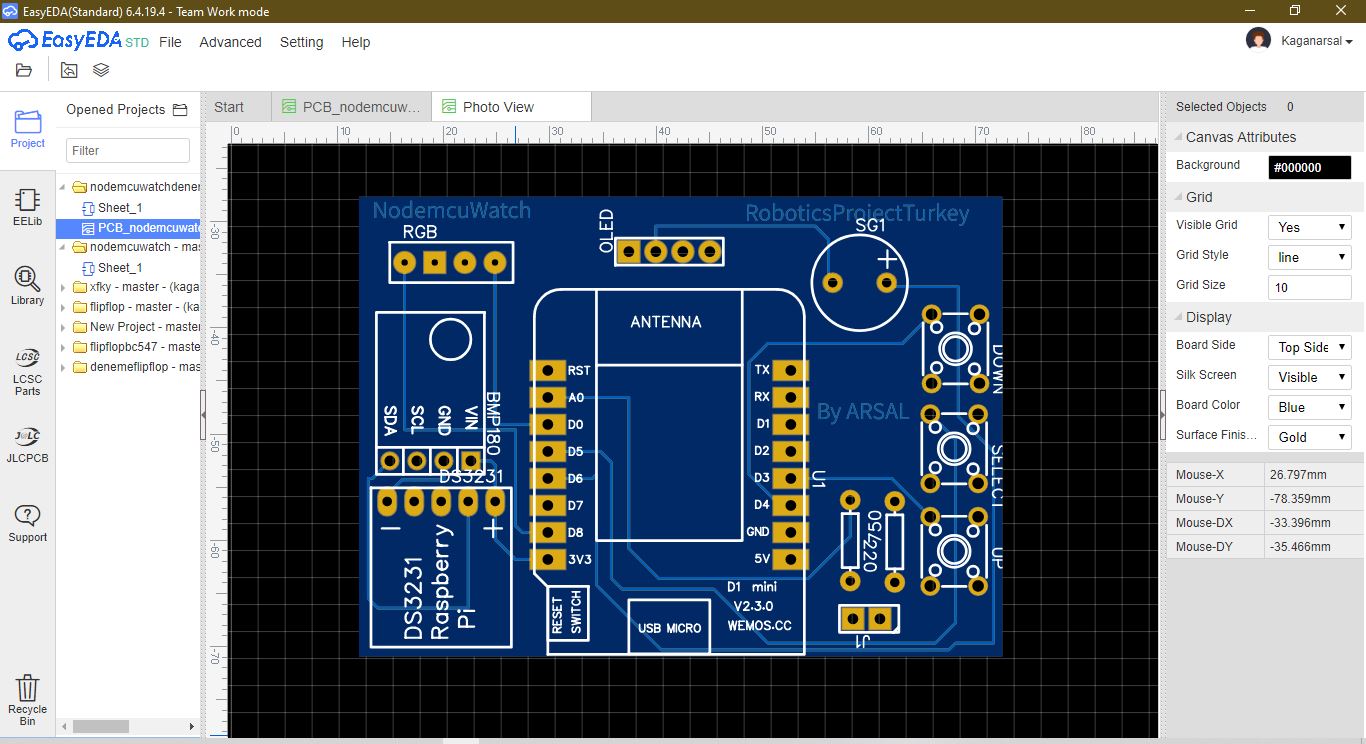 EasyEDA(Standard) 6.4.19.4 - Team Work mode
EasyEDA STD File Advanced Setting Help
Kaganarsal
Project
EELib
Library
LCSC
LCSC
Parts
JLCPCB
Support
Recycle
Bin
Opened Projects
Filter
nodemcuwatchdener
Sheet_1
PCB_nodemcuwat
nodemcuwatch - mas
Sheet_1
xfky - master - (kaga
flipflop - master - (ka
New Project - master
flipflopbc547 - maste
denemeflipflop - mas
Start PCB_nodemcuw... Photo View
0 10 20 30 40 50 60 70 80
-30
-40
-50
-60
-70
NodemcuWatch
RoboticsProjectTurkey
RGB
OLED
SG1
+
ANTENNA
RST
A0
D0
D5
D6
D7
D8
3V3
TX
RX
D1
D2
D3
D4
GND
5V
U1
SDA
SCL
GND
VIN
BMP180
DS3231
− +
DS3231
Raspberry
Pi
By ARSAL
DOWN
SELECT
UP
220
J1
RESET
SWITCH
USB MICRO
D1 mini
V2.3.0
WEMOS.CC
Selected Objects 0
Canvas Attributes
Background #000000
Grid
Visible Grid Yes
Grid Style line
Grid Size 10
Display
Board Side Top Side
Silk Screen Visible
Board Color Blue
Surface Finis... Gold
Mouse-X 26.797mm
Mouse-Y -78.359mm
Mouse-DX -33.396mm
Mouse-DY -35.466mm